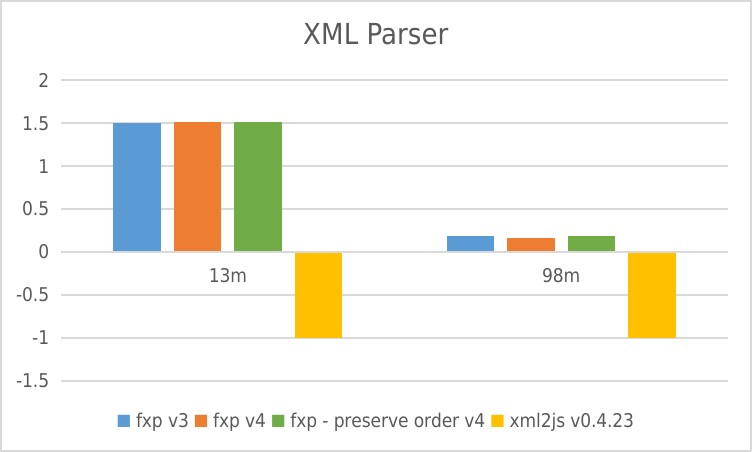 XML Parser
2
1.5
1
0.5
0
-0.5
-1
-1.5
13m 98m
fxp v3 fxp v4 fxp - preserve order v4 xml2js v0.4.23